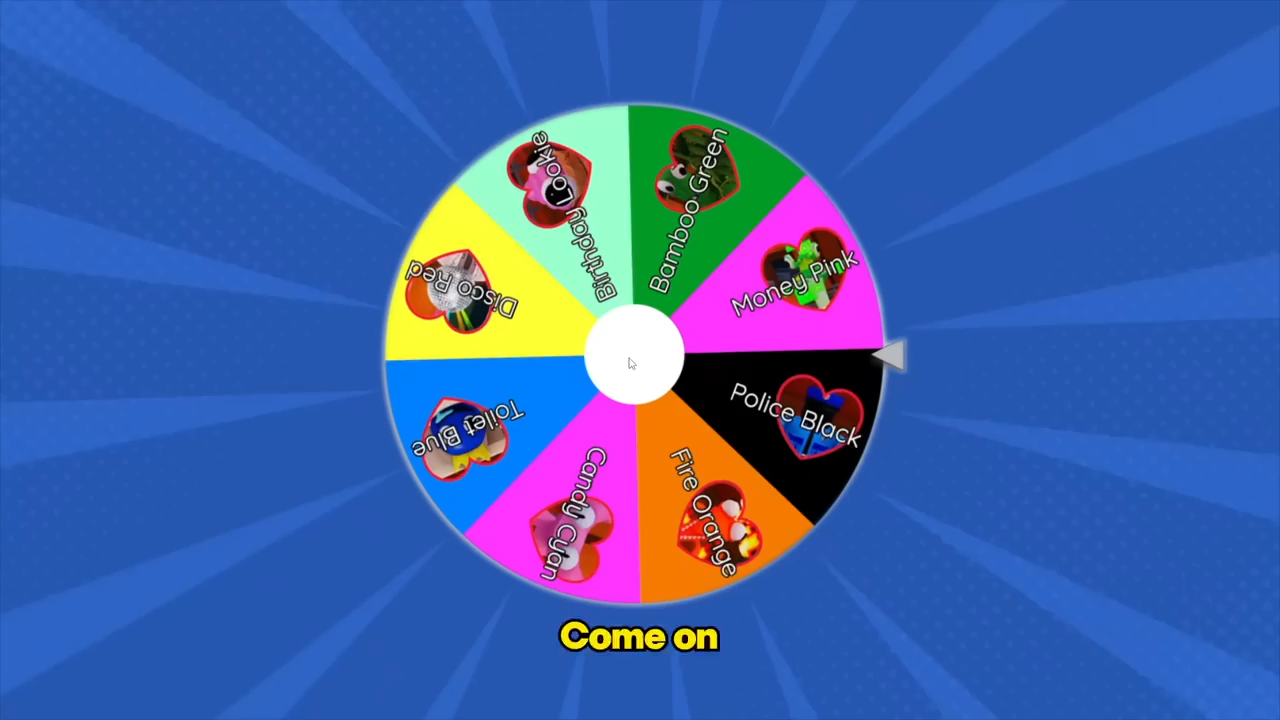 Birthday Lookie
Bamboo Green
Money Pink
Police Black
Fire Orange
Candy Cyan
Toilet Blue
Disco Red
Come on